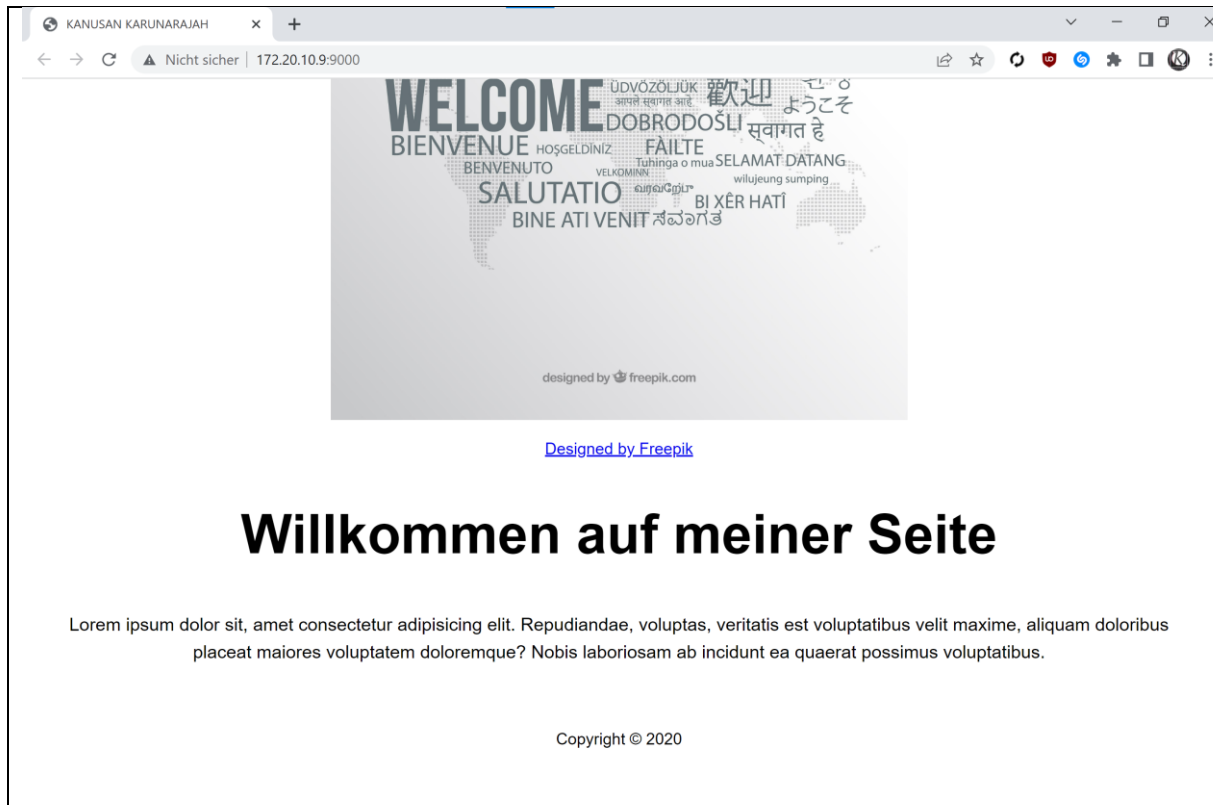 KANUSAN KARUNARAJAH
Nicht sicher 172.20.10.9:9000
WELCOME ÜDVÖZÖLJÜK 歡迎
आपले स्वागत आहे ようこそ
DOBRODOŠLI स्वागत हे
BIENVENUE HOŞGELDİNİZ FÀILTE
BENVENUTO VELKOMINN Tuhinga o mua SELAMAT DATANG
wilujeng sumping
SALUTATIO BI XÊR HATÎ
BINE ATI VENIT ಸವಾಗತ
designed by freepik.com
Designed by Freepik
Willkommen auf meiner Seite
Lorem ipsum dolor sit, amet consectetur adipisicing elit. Repudiandae, voluptas, veritatis est voluptatibus velit maxime, aliquam doloribus
placeat maiores voluptatem doloremque? Nobis laboriosam ab incidunt ea quaerat possimus voluptatibus.
Copyright © 2020